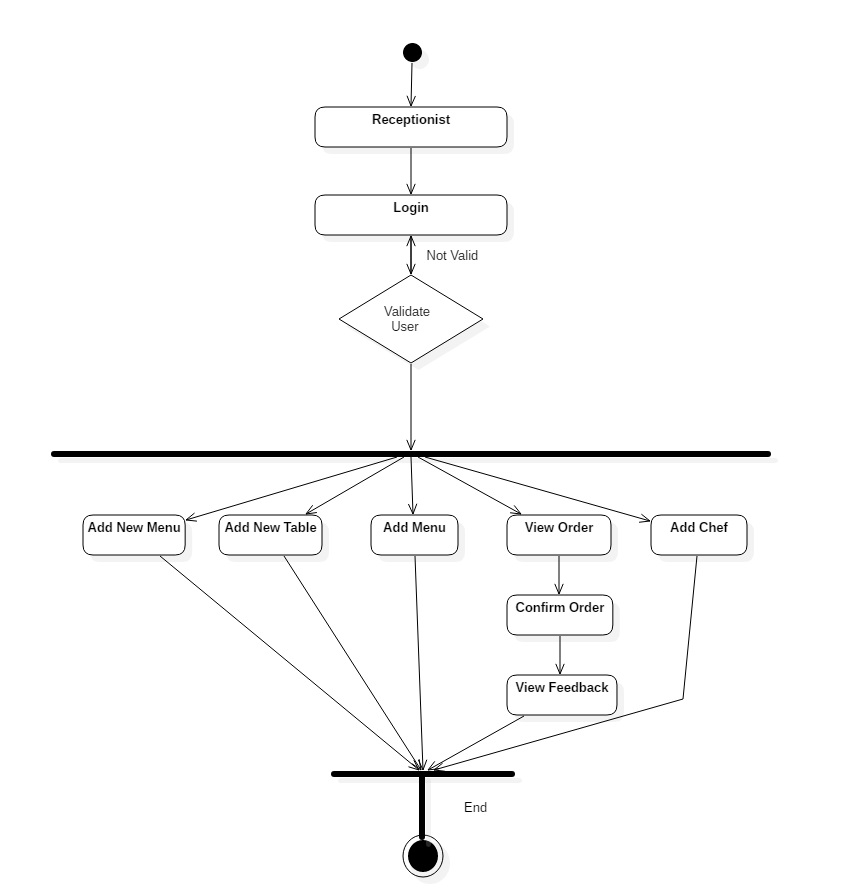 Receptionist
Login
Not Valid
Validate
User
Add New Menu
Add New Table
Add Menu
View Order
Add Chef
Confirm Order
View Feedback
End